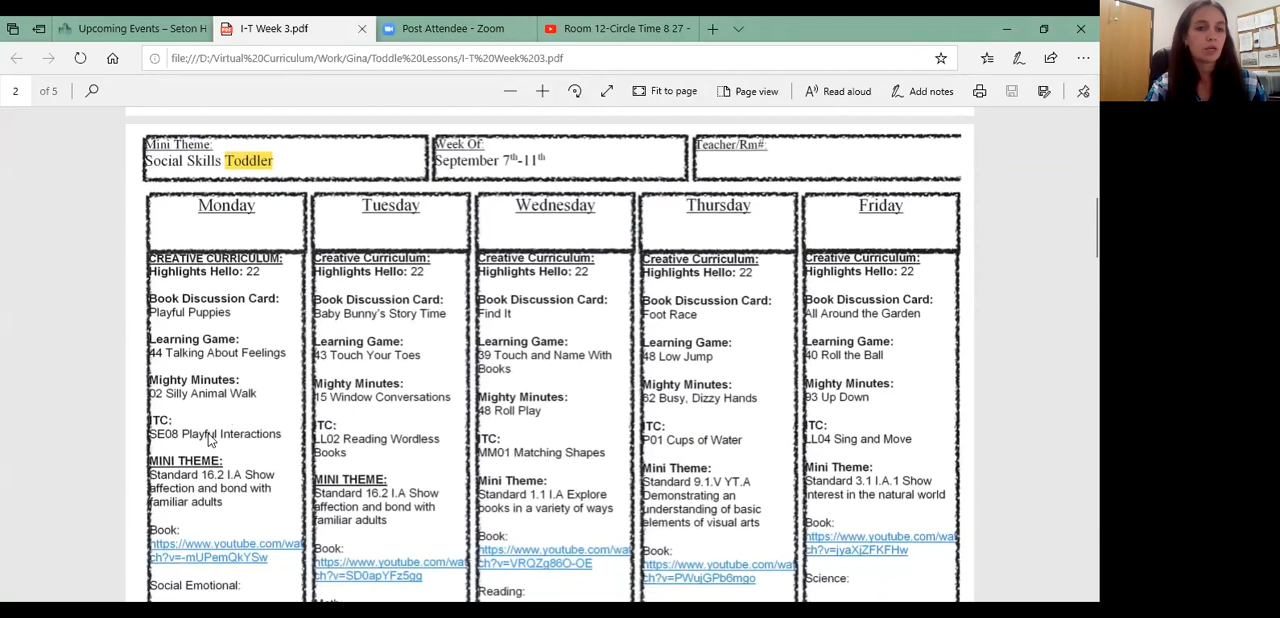 Upcoming Events – Seton H
I-T Week 3.pdf
Post Attendee - Zoom
Room 12-Circle Time 8 27 -
file:///D:/Virtual%20Curriculum/Work/Gina/Toddle%20Lessons/I-T%20Week%203.pdf
2 of 5
Fit to page
Page view
Read aloud
Add notes
Mini Theme:
Social Skills Toddler
Week Of:
September 7th-11th
Teacher/Rm#:
Monday
CREATIVE CURRICULUM:
Highlights Hello: 22
Book Discussion Card:
Playful Puppies
Learning Game:
44 Talking About Feelings
Mighty Minutes:
02 Silly Animal Walk
ITC:
SE08 Playful Interactions
MINI THEME:
Standard 16.2 I.A Show
affection and bond with
familiar adults
Book:
https://www.youtube.com/wat
ch?v=-mUPemQkYSw
Social Emotional:
Tuesday
Creative Curriculum:
Highlights Hello: 22
Book Discussion Card:
Baby Bunny's Story Time
Learning Game:
43 Touch Your Toes
Mighty Minutes:
15 Window Conversations
ITC:
LL02 Reading Wordless
Books
MINI THEME:
Standard 16.2 I.A Show
affection and bond with
familiar adults
Book:
https://www.youtube.com/wat
ch?v=SD0apYFz5gg
Wednesday
Creative Curriculum:
Highlights Hello: 22
Book Discussion Card:
Find It
Learning Game:
39 Touch and Name With
Books
Mighty Minutes:
48 Roll Play
ITC:
MM01 Matching Shapes
Mini Theme:
Standard 1.1 I.A Explore
books in a variety of ways
Book:
https://www.youtube.com/wat
ch?v=VRQZg86O-OE
Reading:
Thursday
Creative Curriculum:
Highlights Hello: 22
Book Discussion Card:
Foot Race
Learning Game:
48 Low Jump
Mighty Minutes:
62 Busy, Dizzy Hands
ITC:
P01 Cups of Water
Mini Theme:
Standard 9.1.V YT.A
Demonstrating an
understanding of basic
elements of visual arts
Book:
https://www.youtube.com/wat
ch?v=PWujGPb6mgo
Friday
Creative Curriculum:
Highlights Hello: 22
Book Discussion Card:
All Around the Garden
Learning Game:
40 Roll the Ball
Mighty Minutes:
93 Up Down
ITC:
LL04 Sing and Move
Mini Theme:
Standard 3.1 I.A.1 Show
interest in the natural world
Book:
https://www.youtube.com/wat
ch?v=jyaXjZFKFHw
Science: